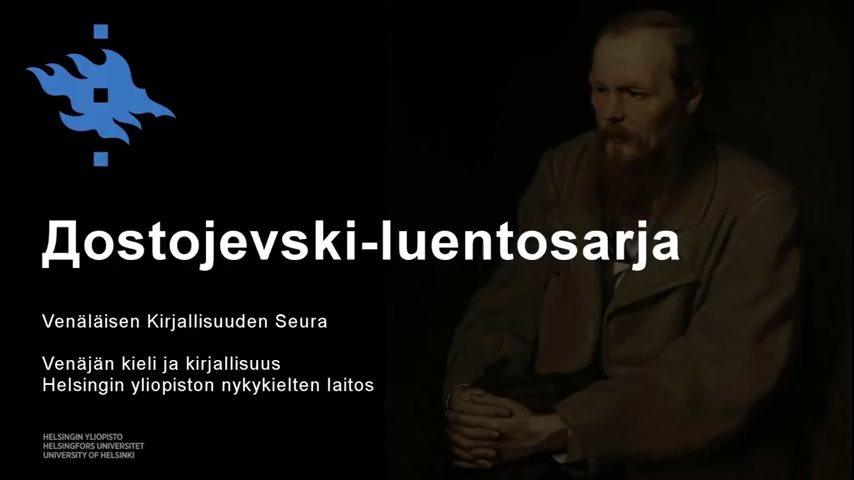 Дostojevski-luentosarja
Venäläisen Kirjallisuuden Seura
Venäjän kieli ja kirjallisuus
Helsingin yliopiston nykykielten laitos
HELSINGIN YLIOPISTO
HELSINGFORS UNIVERSITET
UNIVERSITY OF HELSINKI